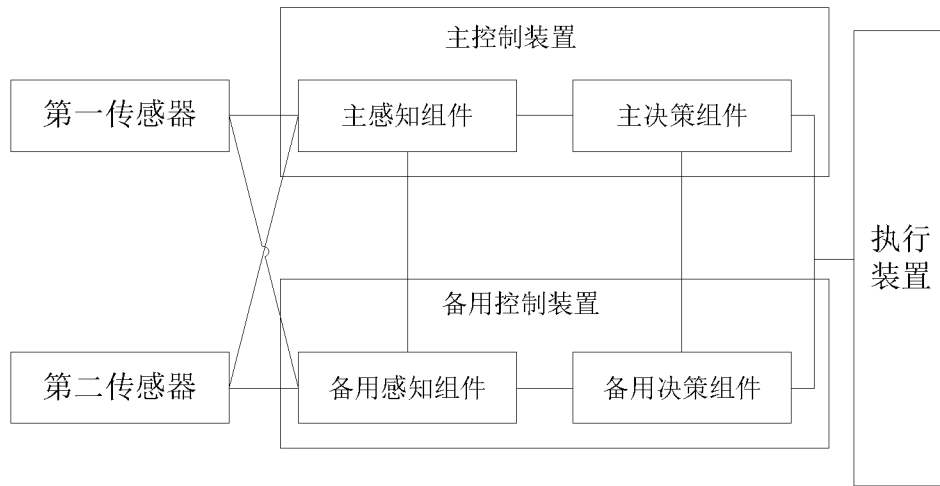 主控制装置
第一传感器
主感知组件
主决策组件
执行
装置
备用控制装置
第二传感器
备用感知组件
备用决策组件